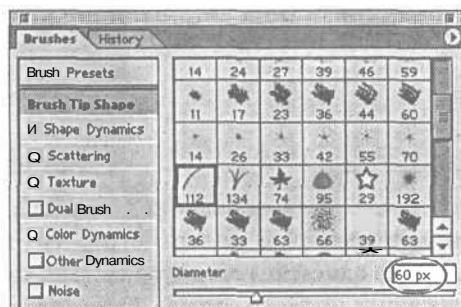 Brushes History
Brush Presets
Brush Tip Shape
И Shape Dynamics
Q Scattering
Q Texture
Dual Brush . .
Q Color Dynamics
Other Dynamics
Noise
14 24 27 39 46 59
11 17 23 36 44 60
14 26 33 42 55 70
112 134 74 95 29 192
36 33 63 66 39 63
Diameter 60 px